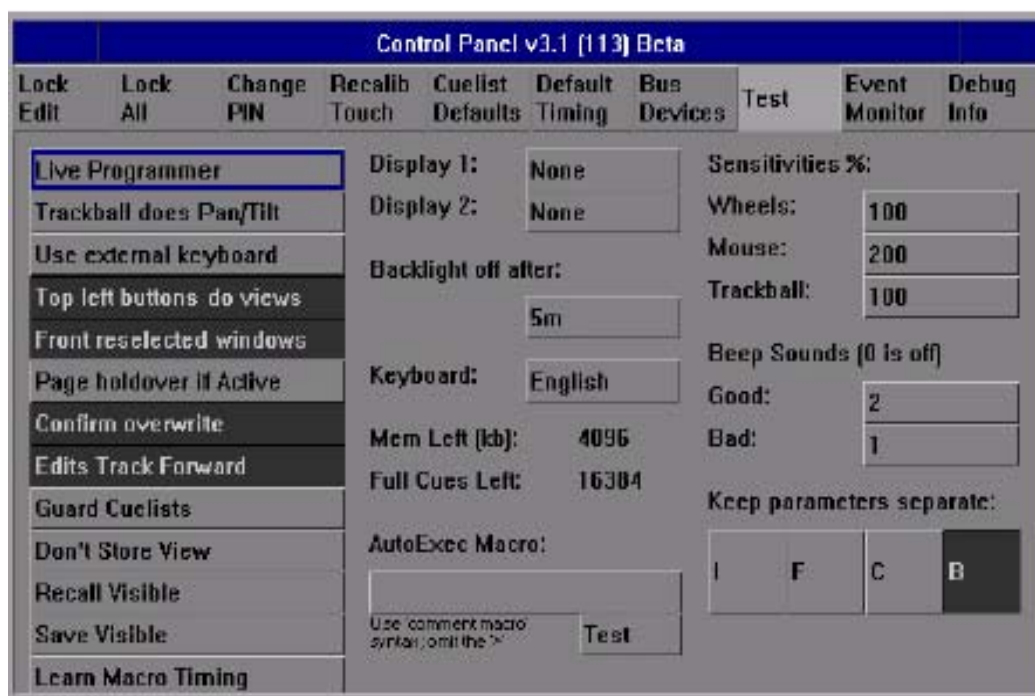 Control Panel v3.1 (113) Beta
Lock Edit
Lock All
Change PIN
Recalib Touch
Cuelist Defaults
Default Timing
Bus Devices
Test
Event Monitor
Debug Info
Live Programmer
Trackball does Pan/Tilt
Use external keyboard
Top left buttons do views
Front reselected windows
Page holdover if Active
Confirm overwrite
Edits Track Forward
Guard Cuelists
Don't Store View
Recall Visible
Save Visible
Learn Macro Timing
Display 1: None
Display 2: None
Backlight off after:
5m
Keyboard: English
Mem Left (kb): 4096
Full Cues Left: 16384
AutoExec Macro:
Use 'comment macro'
syntax; omit the '>'
Test
Sensitivities %:
Wheels: 100
Mouse: 200
Trackball: 100
Beep Sounds (0 is off)
Good: 2
Bad: 1
Keep parameters separate:
I F C B